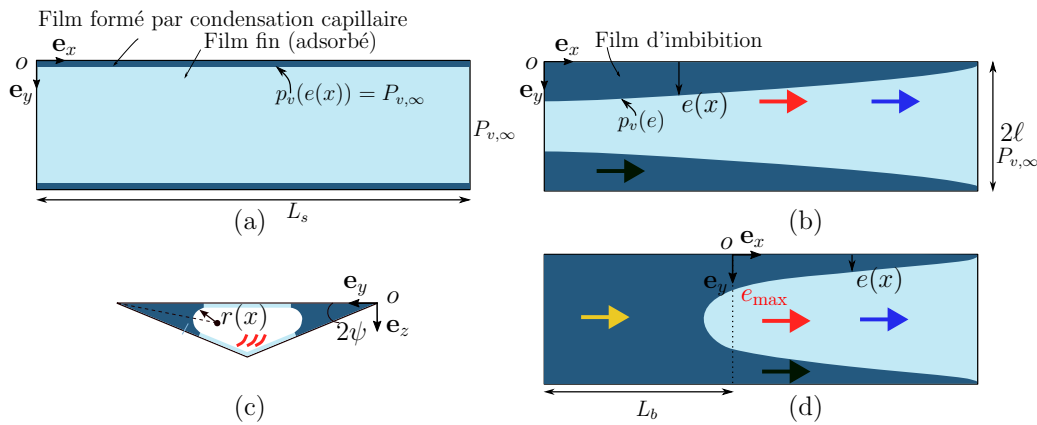 Film formé par condensation capillaire
Film fin (adsorbé)
o
e_x
e_y
p_v(e(x)) = P_{v,∞}
P_{v,∞}
L_s
(a)
o
e_x
e_y
Film d'imbibition
p_v(e)
e(x)
2ℓ
P_{v,∞}
(b)
e_y
o
r(x)
2ψ
e_z
(c)
o
e_x
e_y
e_max
e(x)
L_b
(d)